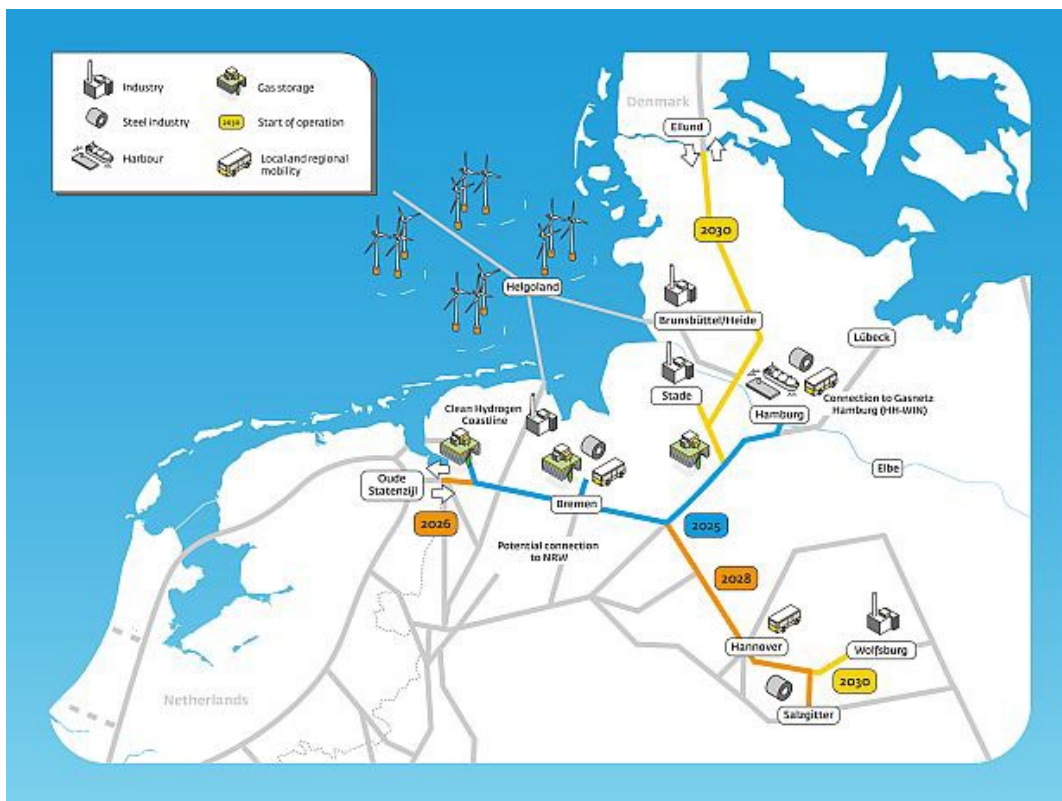 Industry
Gas storage
Steel industry
2030
Start of operation
Harbour
Local and regional
mobility
Denmark
Ellund
2030
Helgoland
Brunsbüttel/Heide
Lübeck
Stade
Connection to Gasnetz
Hamburg (HH-WIN)
Hamburg
Clean Hydrogen
Coastline
Elbe
Oude
Statenzijl
Bremen
2026
2025
Potential connection
to NRW
2028
Hannover
Wolfsburg
2030
Netherlands
Salzgitter